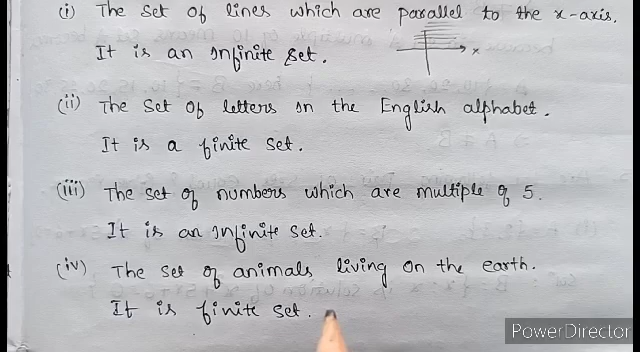 (i) The Set Of lines which are parallel to the x-axis.
It is an Infinite Set.
x
(ii) The Set Of letters In the English alphabet.
It is a finite Set.
(iii) The Set of numbers which are multiple of 5.
It is an Infinite Set.
(iv) The Set of animals living On the earth.
It is finite Set.
PowerDirector